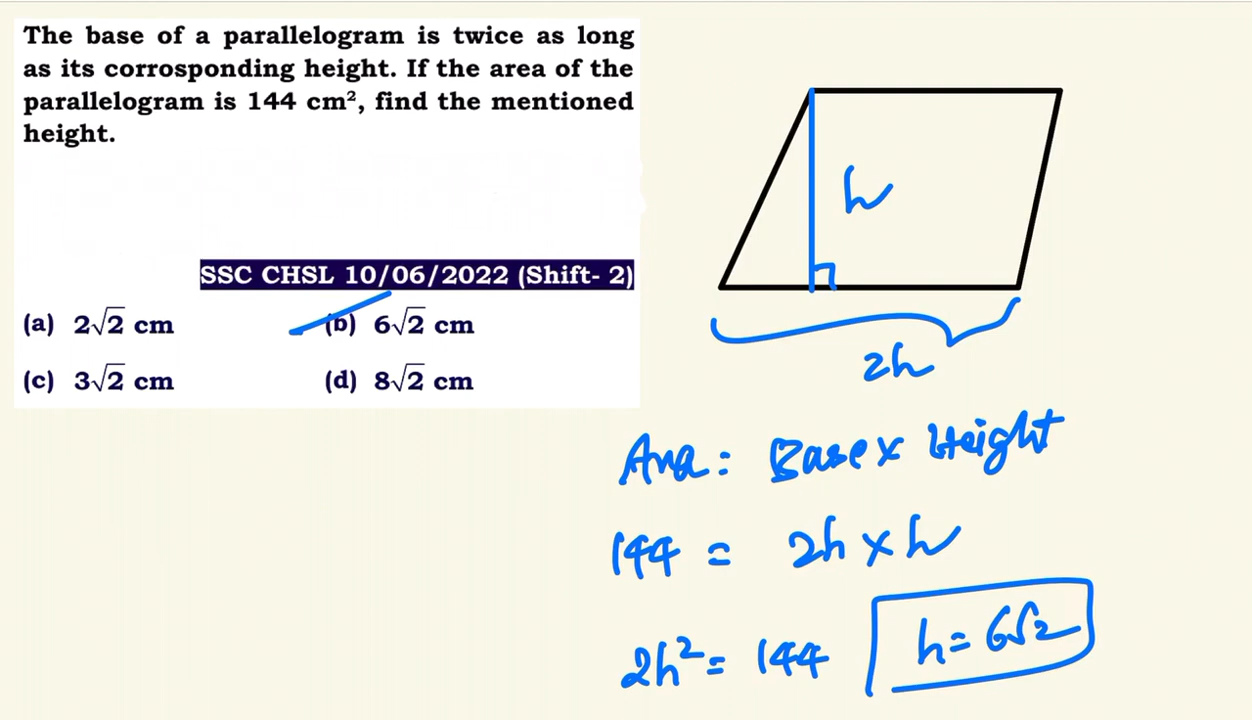 The base of a parallelogram is twice as long
as its corrosponding height. If the area of the
parallelogram is 144 cm², find the mentioned
height.
SSC CHSL 10/06/2022 (Shift- 2)
(a) 2√2 cm (b) 6√2 cm
(c) 3√2 cm (d) 8√2 cm
h
2h
Area = Base × Height
144 = 2h × h
2h² = 144 h = 6√2